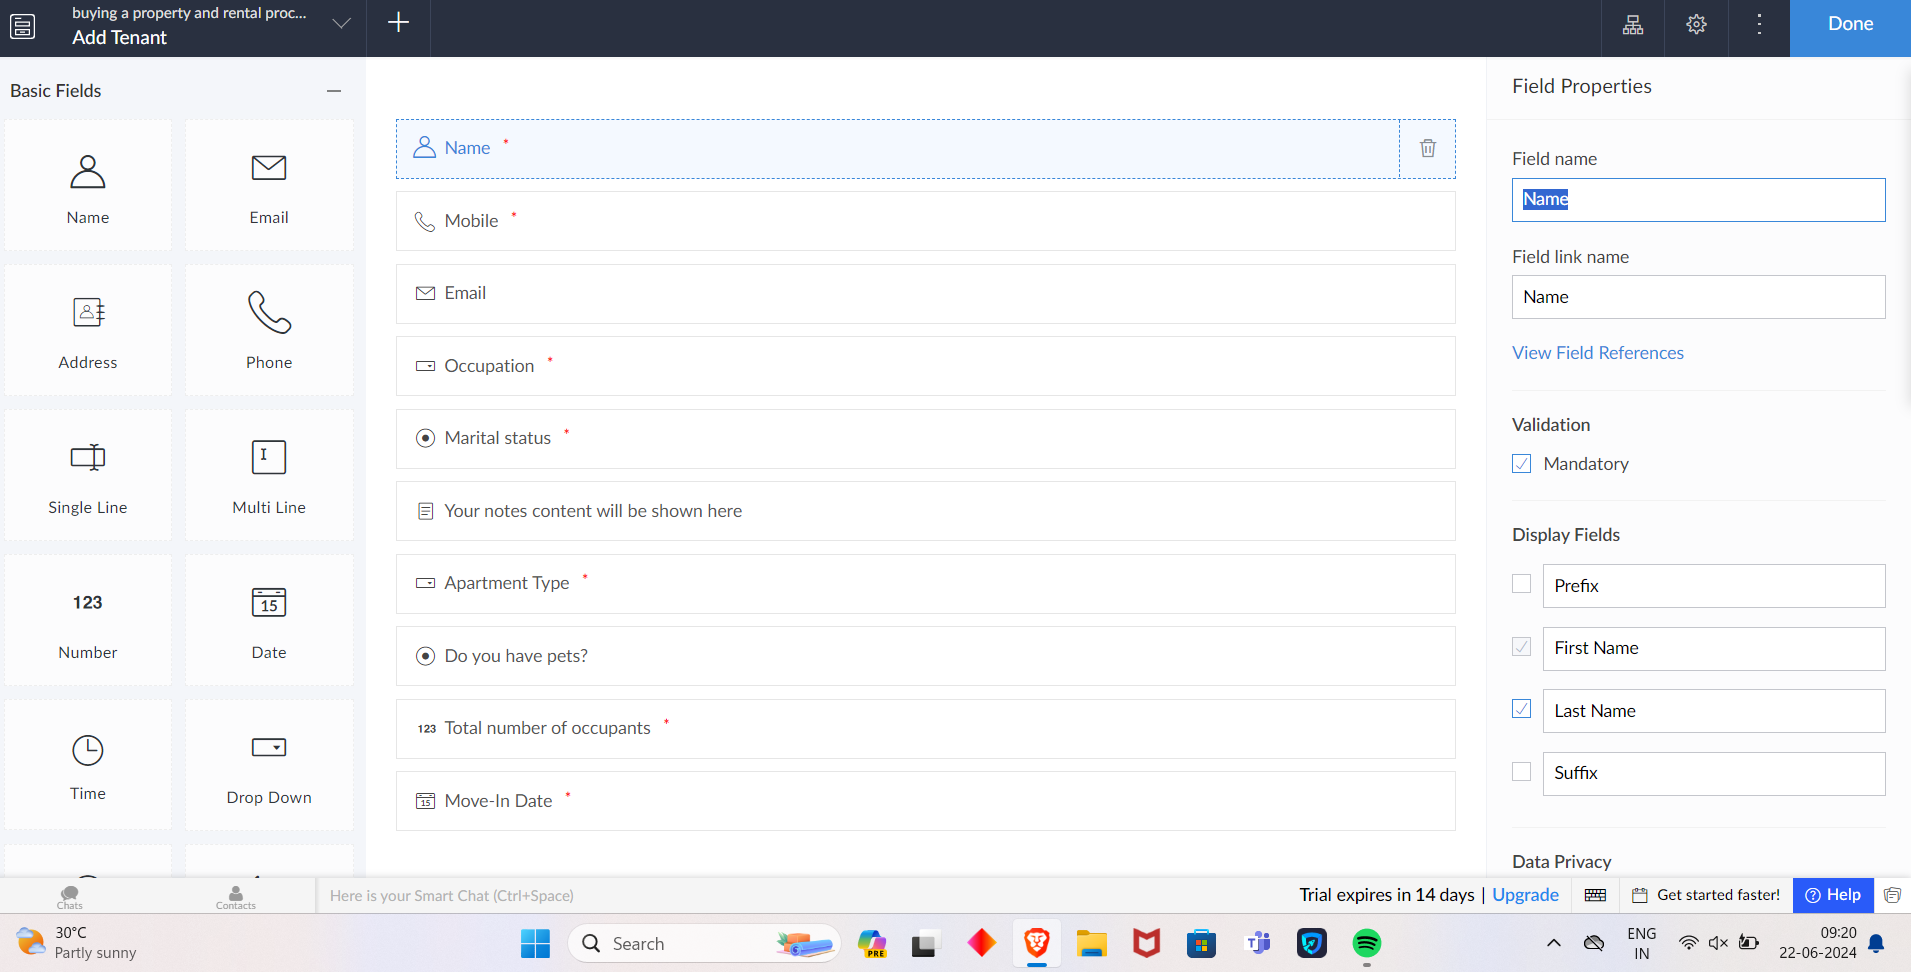 buying a property and rental proc...
Add Tenant
Done
Basic Fields
Name
Email
Address
Phone
Single Line
Multi Line
123
Number
15
Date
Time
Drop Down
Name *
Mobile *
Email
Occupation *
Marital status *
Your notes content will be shown here
Apartment Type *
Do you have pets?
123 Total number of occupants *
15 Move-In Date *
Field Properties
Field name
Name
Field link name
Name
View Field References
Validation
Mandatory
Display Fields
Prefix
First Name
Last Name
Suffix
Data Privacy
Chats
Contacts
Here is your Smart Chat (Ctrl+Space)
Trial expires in 14 days | Upgrade
Get started faster!
? Help
30°C
Partly sunny
Search
PRE
ENG
IN
09:20
22-06-2024